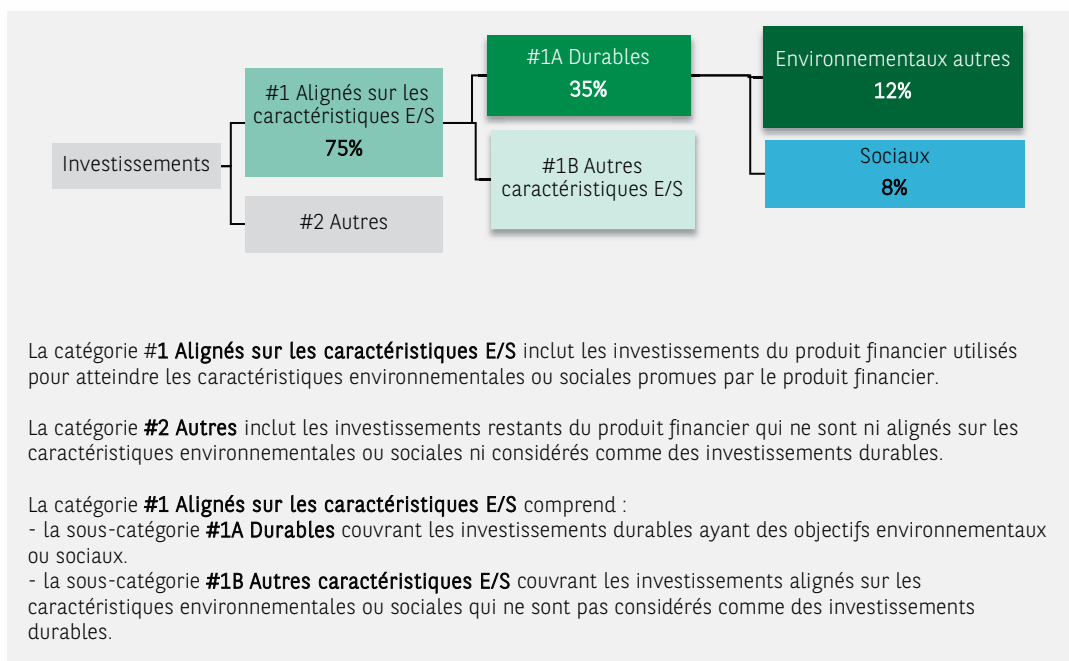 Investissements
#1 Alignés sur les
caractéristiques E/S
75%
#2 Autres
#1A Durables
35%
#1B Autres
caractéristiques E/S
Environnementaux autres
12%
Sociaux
8%
La catégorie #1 Alignés sur les caractéristiques E/S inclut les investissements du produit financier utilisés
pour atteindre les caractéristiques environnementales ou sociales promues par le produit financier.
La catégorie #2 Autres inclut les investissements restants du produit financier qui ne sont ni alignés sur les
caractéristiques environnementales ou sociales ni considérés comme des investissements durables.
La catégorie #1 Alignés sur les caractéristiques E/S comprend :
- la sous-catégorie #1A Durables couvrant les investissements durables ayant des objectifs environnementaux
ou sociaux.
- la sous-catégorie #1B Autres caractéristiques E/S couvrant les investissements alignés sur les
caractéristiques environnementales ou sociales qui ne sont pas considérés comme des investissements
durables.